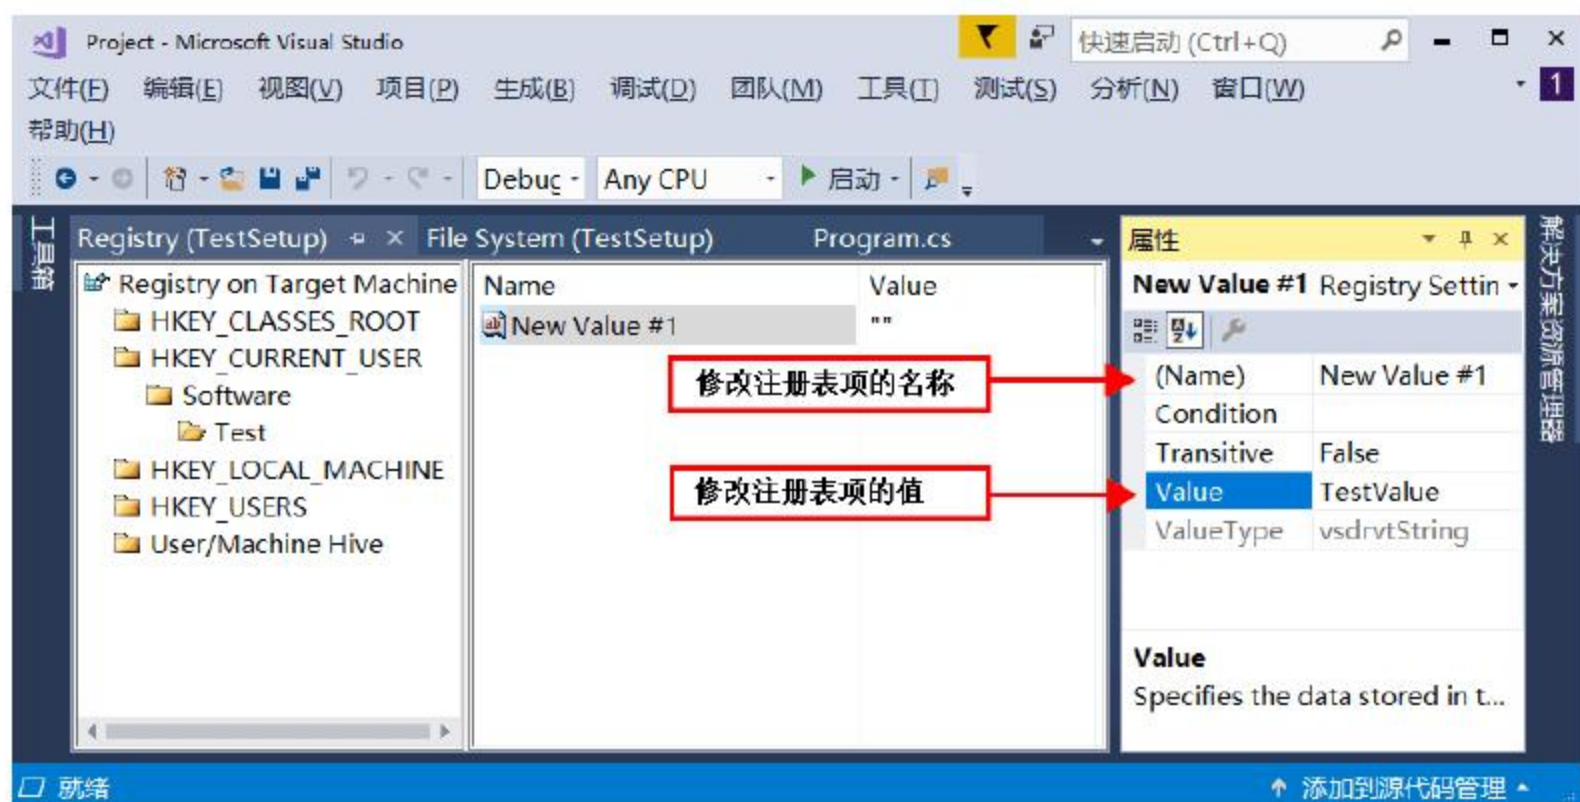 Project - Microsoft Visual Studio
快速启动 (Ctrl+Q)
文件(F) 编辑(E) 视图(V) 项目(P) 生成(B) 调试(D) 团队(M) 工具(T) 测试(S) 分析(N) 窗口(W) 1
帮助(H)
Debug Any CPU 启动
工具箱
Registry (TestSetup) File System (TestSetup) Program.cs
Registry on Target Machine
HKEY_CLASSES_ROOT
HKEY_CURRENT_USER
Software
Test
HKEY_LOCAL_MACHINE
HKEY_USERS
User/Machine Hive
Name Value
New Value #1 ""
修改注册表项的名称
修改注册表项的值
属性
New Value #1 Registry Settin
(Name) New Value #1
Condition
Transitive False
Value TestValue
ValueType vsdrvtString
Value
Specifies the data stored in t...
解决方案资源管理器
就绪 添加到源代码管理